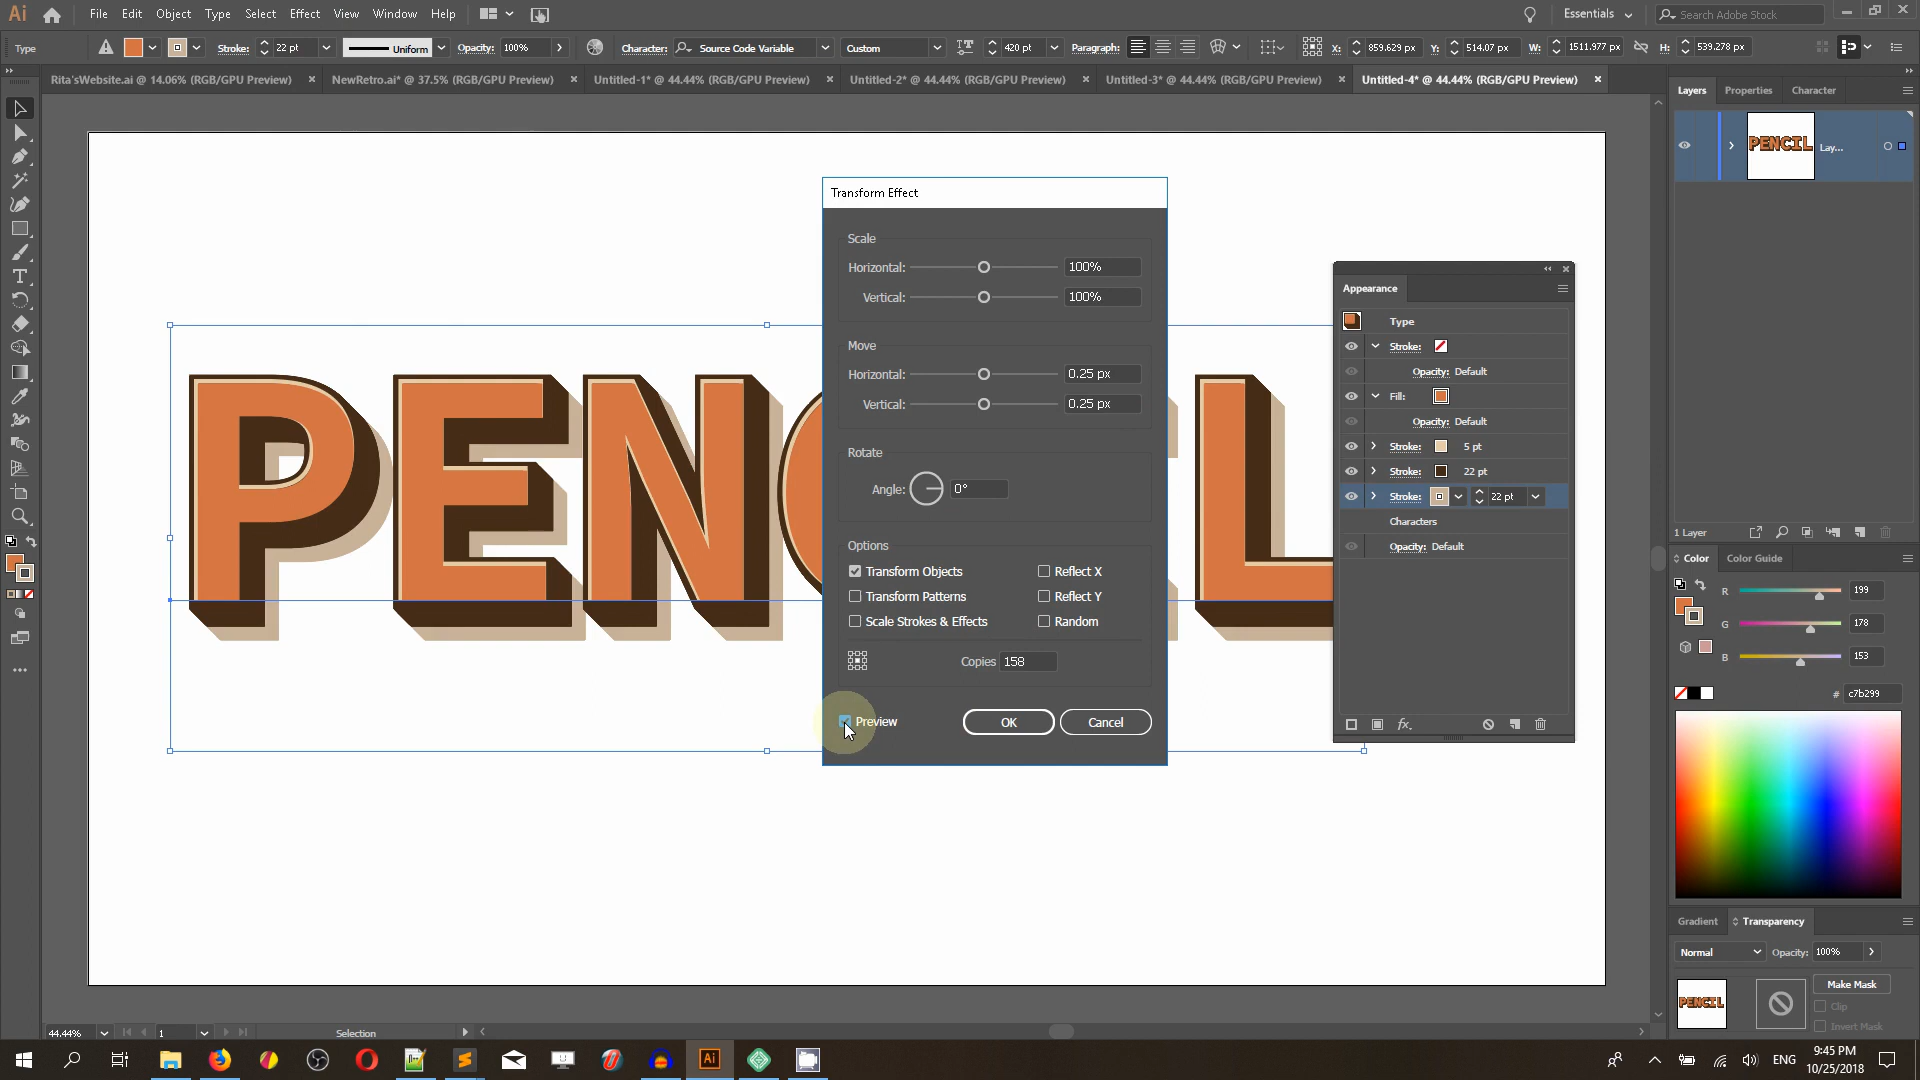 Ai File Edit Object Type Select Effect View Window Help Essentials Search Adobe Stock
Type Stroke: 22 pt Uniform Opacity: 100% Character: Source Code Variable Custom 420 pt Paragraph: X: 859.629 px Y: 514.07 px W: 1511.977 px H: 539.278 px
Rita'sWebsite.ai @ 14.06% (RGB/GPU Preview) × NewRetro.ai* @ 37.5% (RGB/GPU Preview) × Untitled-1* @ 44.44% (RGB/GPU Preview) × Untitled-2* @ 44.44% (RGB/GPU Preview) × Untitled-3* @ 44.44% (RGB/GPU Preview) × Untitled-4* @ 44.44% (RGB/GPU Preview) ×
Layers Properties Character
PENCIL Lay...
Transform Effect
Scale
Horizontal: 100%
Vertical: 100%
Move
Horizontal: 0.25 px
Vertical: 0.25 px
Rotate
Angle: 0°
Options
Transform Objects Reflect X
Transform Patterns Reflect Y
Scale Strokes & Effects Random
Copies 158
Preview OK Cancel
PEN L
Appearance
Type
Stroke:
Opacity: Default
Fill:
Opacity: Default
Stroke: 5 pt
Stroke: 22 pt
Stroke: 22 pt
Characters
Opacity: Default
fx
1 Layer
Color Color Guide
R 199
G 178
B 153
# c7b299
Gradient Transparency
Normal Opacity: 100%
PENCIL
Make Mask
Clip
Invert Mask
44.44% 1 Selection
Ai ENG 9:45 PM
10/25/2018